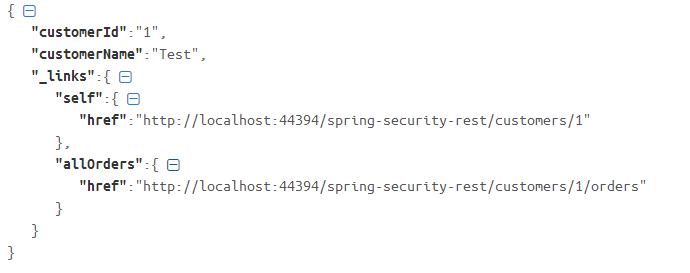 {
"customerId":"1",
"customerName":"Test",
"_links":{
"self":{
"href":"http://localhost:44394/spring-security-rest/customers/1"
},
"allOrders":{
"href":"http://localhost:44394/spring-security-rest/customers/1/orders"
}
}
}